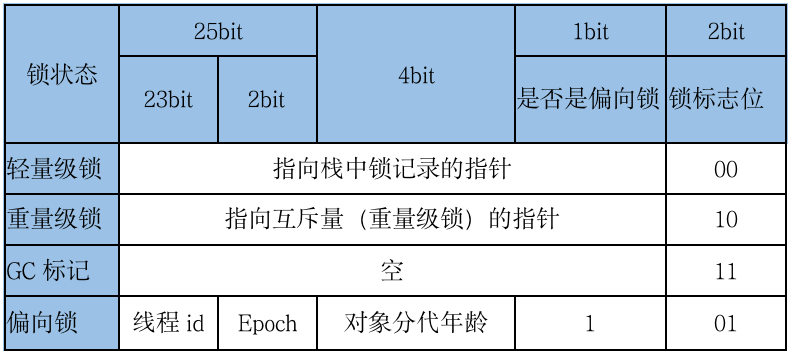 锁状态 25bit 4bit 1bit 2bit
23bit 2bit 是否是偏向锁 锁标志位
轻量级锁 指向栈中锁记录的指针 00
重量级锁 指向互斥量（重量级锁）的指针 10
GC 标记 空 11
偏向锁 线程 id Epoch 对象分代年龄 1 01